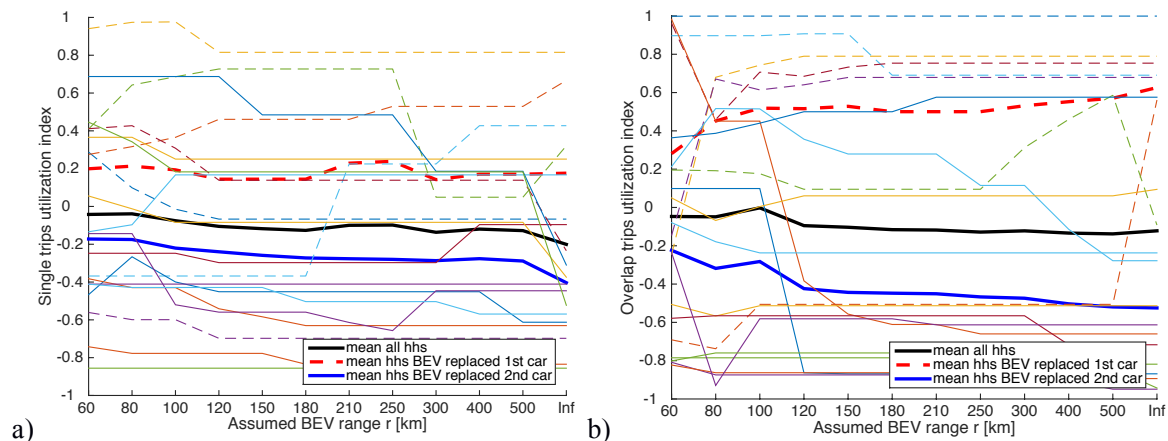 Single trips utilization index
1
0.8
0.6
0.4
0.2
0
-0.2
-0.4
-0.6
-0.8
-1
mean all hhs
mean hhs BEV replaced 1st car
mean hhs BEV replaced 2nd car
60 80 100 120 150 180 210 250 300 400 500 Inf
Assumed BEV range r [km]
a)
Overlap trips utilization index
1
0.8
0.6
0.4
0.2
0
-0.2
-0.4
-0.6
-0.8
-1
mean all hhs
mean hhs BEV replaced 1st car
mean hhs BEV replaced 2nd car
60 80 100 120 150 180 210 250 300 400 500 Inf
Assumed BEV range r [km]
b)